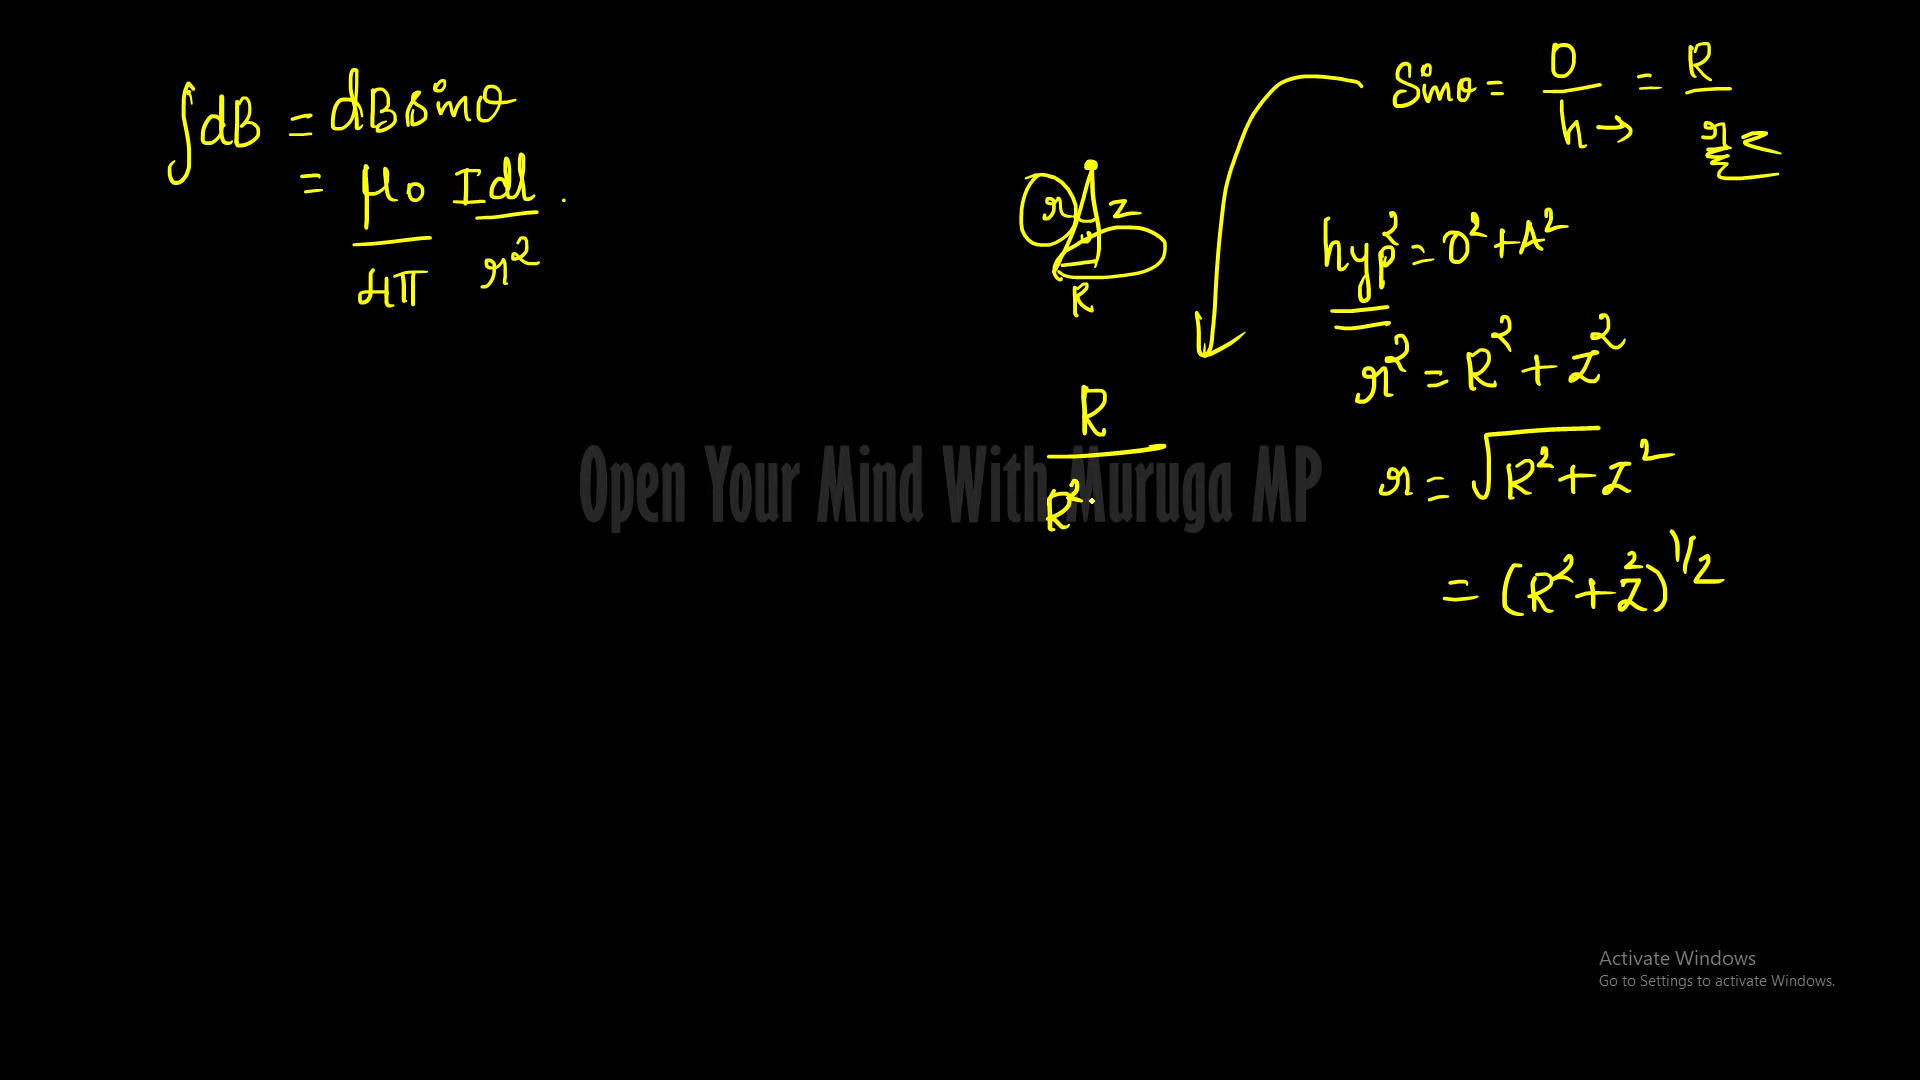 ∫dB = dB sinθ
= μ₀/4π Idl/r² .
Sinθ = O/h → = R/r
r z
R
hyp² = O² + A²
r² = R² + Z²
R/R²
r = √R² + Z²
= (R² + Z²)^1/2
Open Your Mind With Muruga MP
Activate Windows
Go to Settings to activate Windows.